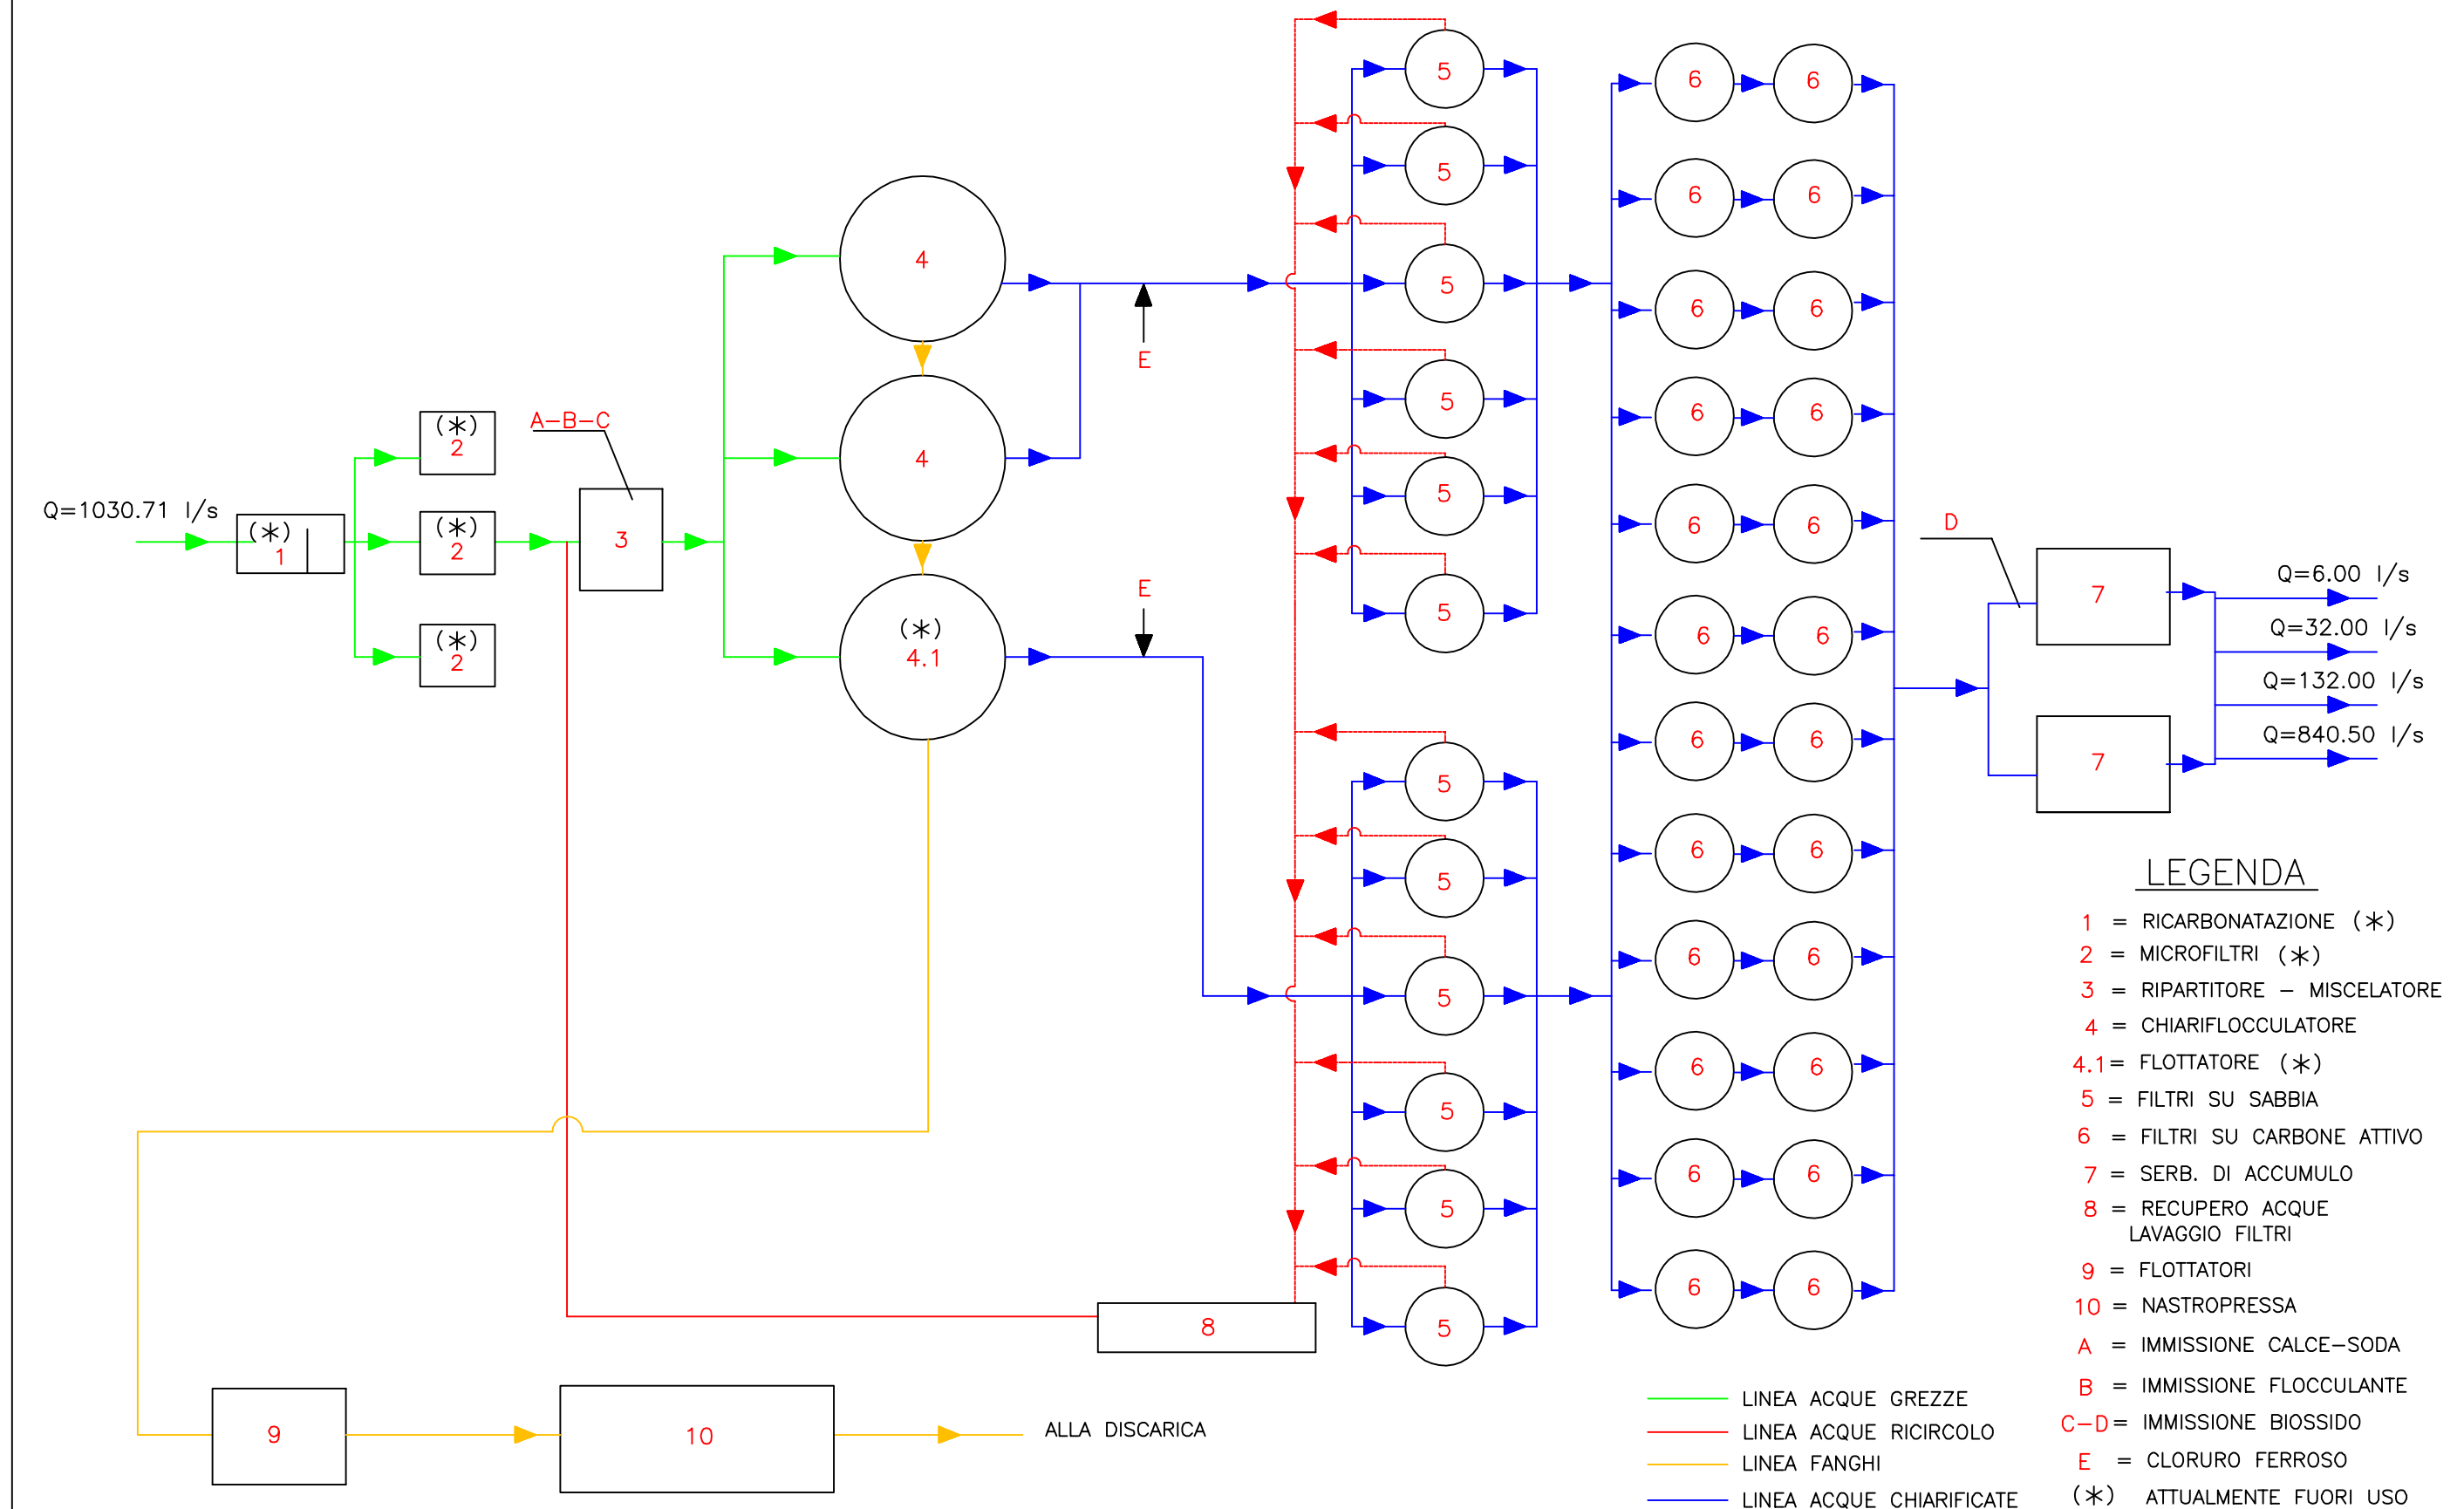 Q=1030.71 l/s
(*)
1
(*)
2
(*)
2
(*)
2
A-B-C
3
4
4
(*)
4.1
E
E
5
5
5
5
5
5
5
5
5
5
5
5
6 6
6 6
6 6
6 6
6 6
6 6
6 6
6 6
6 6
6 6
6 6
6 6
D
7
7
Q=6.00 l/s
Q=32.00 l/s
Q=132.00 l/s
Q=840.50 l/s
8
9
10
ALLA DISCARICA
LEGENDA
1 = RICARBONATAZIONE (*)
2 = MICROFILTRI (*)
3 = RIPARTITORE - MISCELATORE
4 = CHIARIFLOCCULATORE
4.1= FLOTTATORE (*)
5 = FILTRI SU SABBIA
6 = FILTRI SU CARBONE ATTIVO
7 = SERB. DI ACCUMULO
8 = RECUPERO ACQUE
LAVAGGIO FILTRI
9 = FLOTTATORI
10 = NASTROPRESSA
A = IMMISSIONE CALCE-SODA
B = IMMISSIONE FLOCCULANTE
C-D= IMMISSIONE BIOSSIDO
E = CLORURO FERROSO
(*) ATTUALMENTE FUORI USO
LINEA ACQUE GREZZE
LINEA ACQUE RICIRCOLO
LINEA FANGHI
LINEA ACQUE CHIARIFICATE